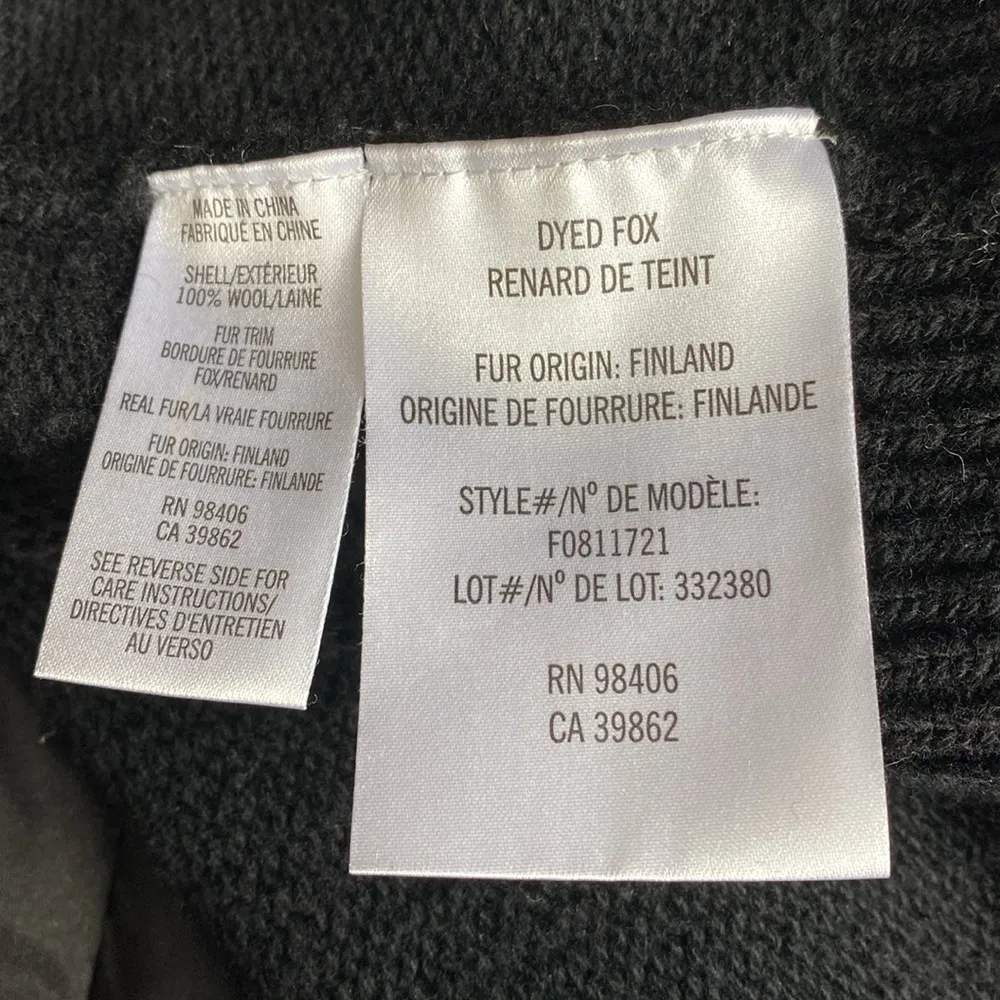 MADE IN CHINA
FABRIQUÉ EN CHINE
SHELL/EXTÉRIEUR
100% WOOL/LAINE
FUR TRIM
BORDURE DE FOURRURE
FOX/RENARD
REAL FUR/LA VRAIE FOURRURE
FUR ORIGIN: FINLAND
ORIGINE DE FOURRURE: FINLANDE
RN 98406
CA 39862
SEE REVERSE SIDE FOR
CARE INSTRUCTIONS/
DIRECTIVES D'ENTRETIEN
AU VERSO
DYED FOX
RENARD DE TEINT
FUR ORIGIN: FINLAND
ORIGINE DE FOURRURE: FINLANDE
STYLE#/Nº DE MODÈLE:
F0811721
LOT#/Nº DE LOT: 332380
RN 98406
CA 39862